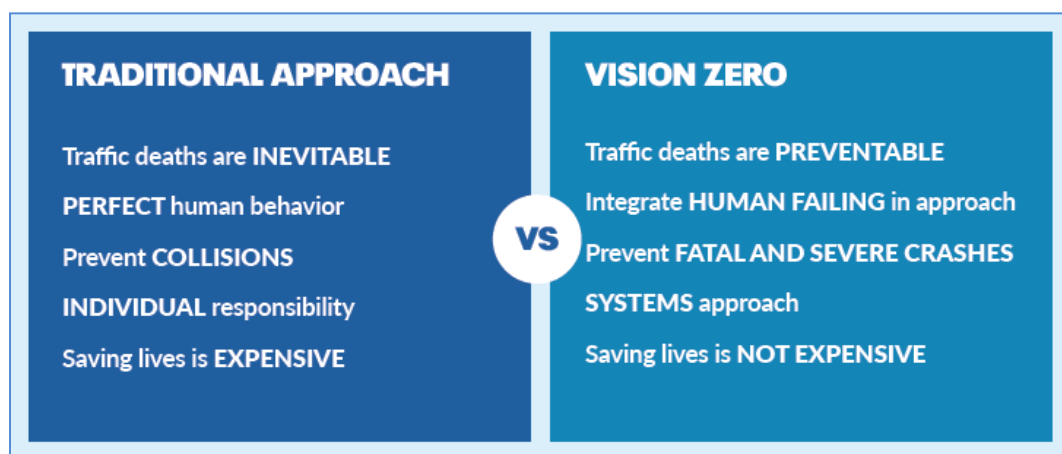 TRADITIONAL APPROACH
Traffic deaths are INEVITABLE
PERFECT human behavior
Prevent COLLISIONS
INDIVIDUAL responsibility
Saving lives is EXPENSIVE
VS
VISION ZERO
Traffic deaths are PREVENTABLE
Integrate HUMAN FAILING in approach
Prevent FATAL AND SEVERE CRASHES
SYSTEMS approach
Saving lives is NOT EXPENSIVE